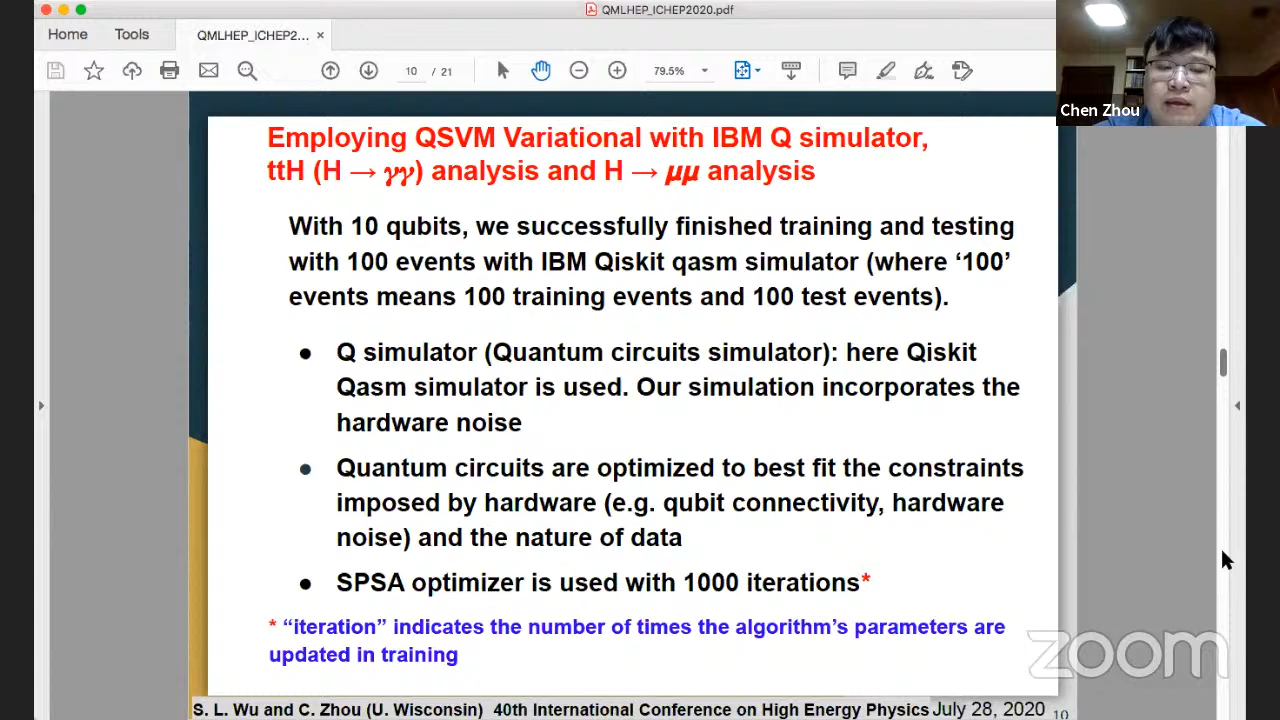 QMLHEP_ICHEP2020.pdf
Home
Tools
QMLHEP_ICHEP2... ×
10 / 21
79.5%
Chen Zhou
Employing QSVM Variational with IBM Q simulator,
ttH (H → γγ) analysis and H → μμ analysis
With 10 qubits, we successfully finished training and testing
with 100 events with IBM Qiskit qasm simulator (where ‘100’
events means 100 training events and 100 test events).
● Q simulator (Quantum circuits simulator): here Qiskit
Qasm simulator is used. Our simulation incorporates the
hardware noise
● Quantum circuits are optimized to best fit the constraints
imposed by hardware (e.g. qubit connectivity, hardware
noise) and the nature of data
● SPSA optimizer is used with 1000 iterations*
* “iteration” indicates the number of times the algorithm’s parameters are
updated in training
zoom
S. L. Wu and C. Zhou (U. Wisconsin) 40th International Conference on High Energy Physics July 28, 2020 10